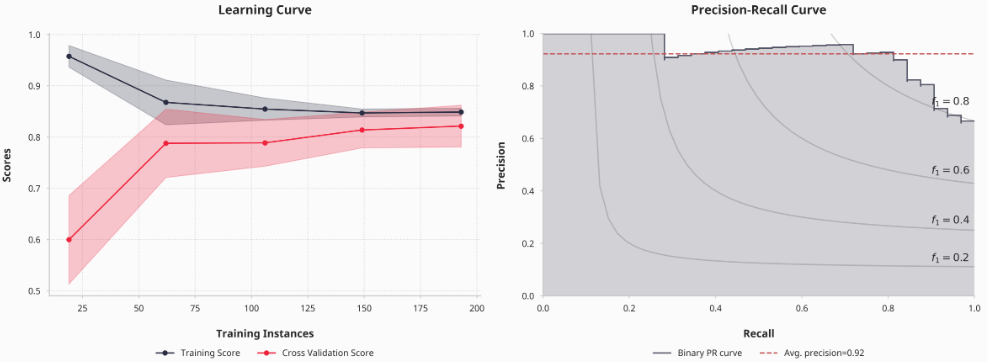 Learning Curve
1.0
0.9
0.8
0.7
0.6
0.5
Scores
25
50
75
100
125
150
175
200
Training Instances
Training Score
Cross Validation Score
Precision-Recall Curve
1.0
0.8
0.6
0.4
0.2
0.0
Precision
f₁ = 0.8
f₁ = 0.6
f₁ = 0.4
f₁ = 0.2
0.0
0.2
0.4
0.6
0.8
1.0
Recall
Binary PR curve
Avg. precision=0.92